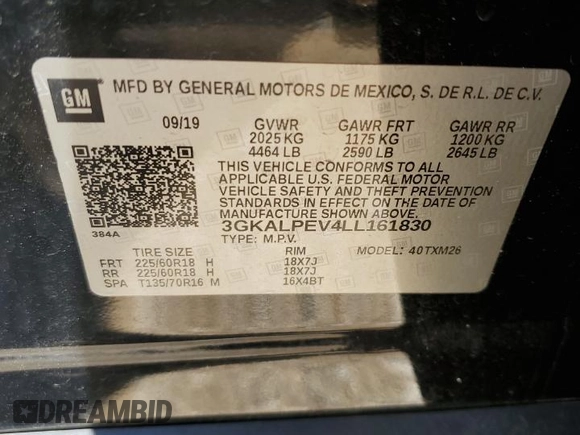 GM
MFD BY GENERAL MOTORS DE MEXICO, S. DE R.L. DE C.V.
09/19 GVWR GAWR FRT GAWR RR
2025 KG 1175 KG 1200 KG
4464 LB 2590 LB 2645 LB
THIS VEHICLE CONFORMS TO ALL
APPLICABLE U.S. FEDERAL MOTOR
VEHICLE SAFETY AND THEFT PREVENTION
STANDARDS IN EFFECT ON THE DATE OF
MANUFACTURE SHOWN ABOVE.
384A 3GKALPEV4LL161830
TYPE: M.P.V. MODEL: 40TXM26
TIRE SIZE RIM
FRT 225/60R18 H 18X7J
RR 225/60R18 H 18X7J
SPA T135/70R16 M 16X4BT
DREAMBID